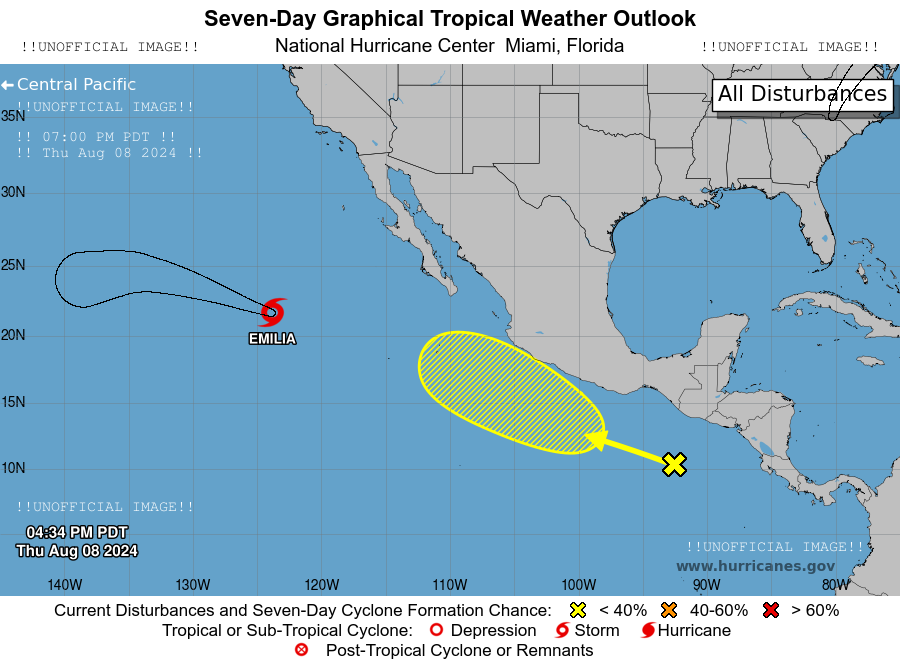 Seven-Day Graphical Tropical Weather Outlook
!!UNOFFICIAL IMAGE!! National Hurricane Center Miami, Florida !!UNOFFICIAL IMAGE!!
Central Pacific
All Disturbances
!!UNOFFICIAL IMAGE!!
35N
!! 07:00 PM PDT !!
!! Thu Aug 08 2024 !!
30N
25N
20N
EMILIA
15N
10N
!!UNOFFICIAL IMAGE!!
04:34 PM PDT
Thu Aug 08 2024
!!UNOFFICIAL IMAGE!!
www.hurricanes.gov
140W 130W 120W 110W 100W 90W 80W
Current Disturbances and Seven-Day Cyclone Formation Chance: < 40% 40-60% > 60%
Tropical or Sub-Tropical Cyclone: Depression Storm Hurricane
Post-Tropical Cyclone or Remnants